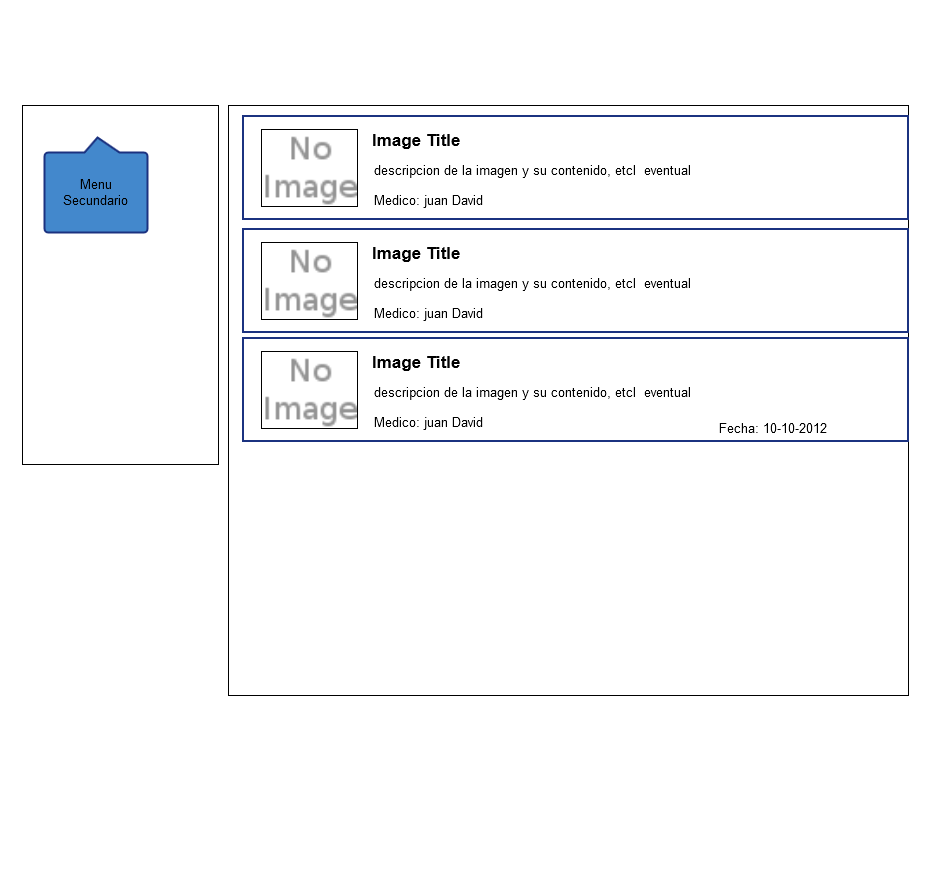 Menu
Secundario
No
Image
Image Title
descripcion de la imagen y su contenido, etcl  eventual
Medico: juan David
No
Image
Image Title
descripcion de la imagen y su contenido, etcl  eventual
Medico: juan David
No
Image
Image Title
descripcion de la imagen y su contenido, etcl  eventual
Medico: juan David
Fecha: 10-10-2012